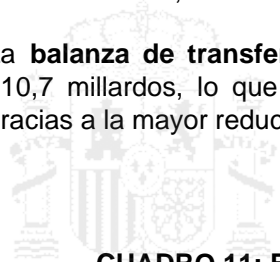 a balanza de transfe
10,7 millardos, lo que
racias a la mayor reduc
CUADRO 11: